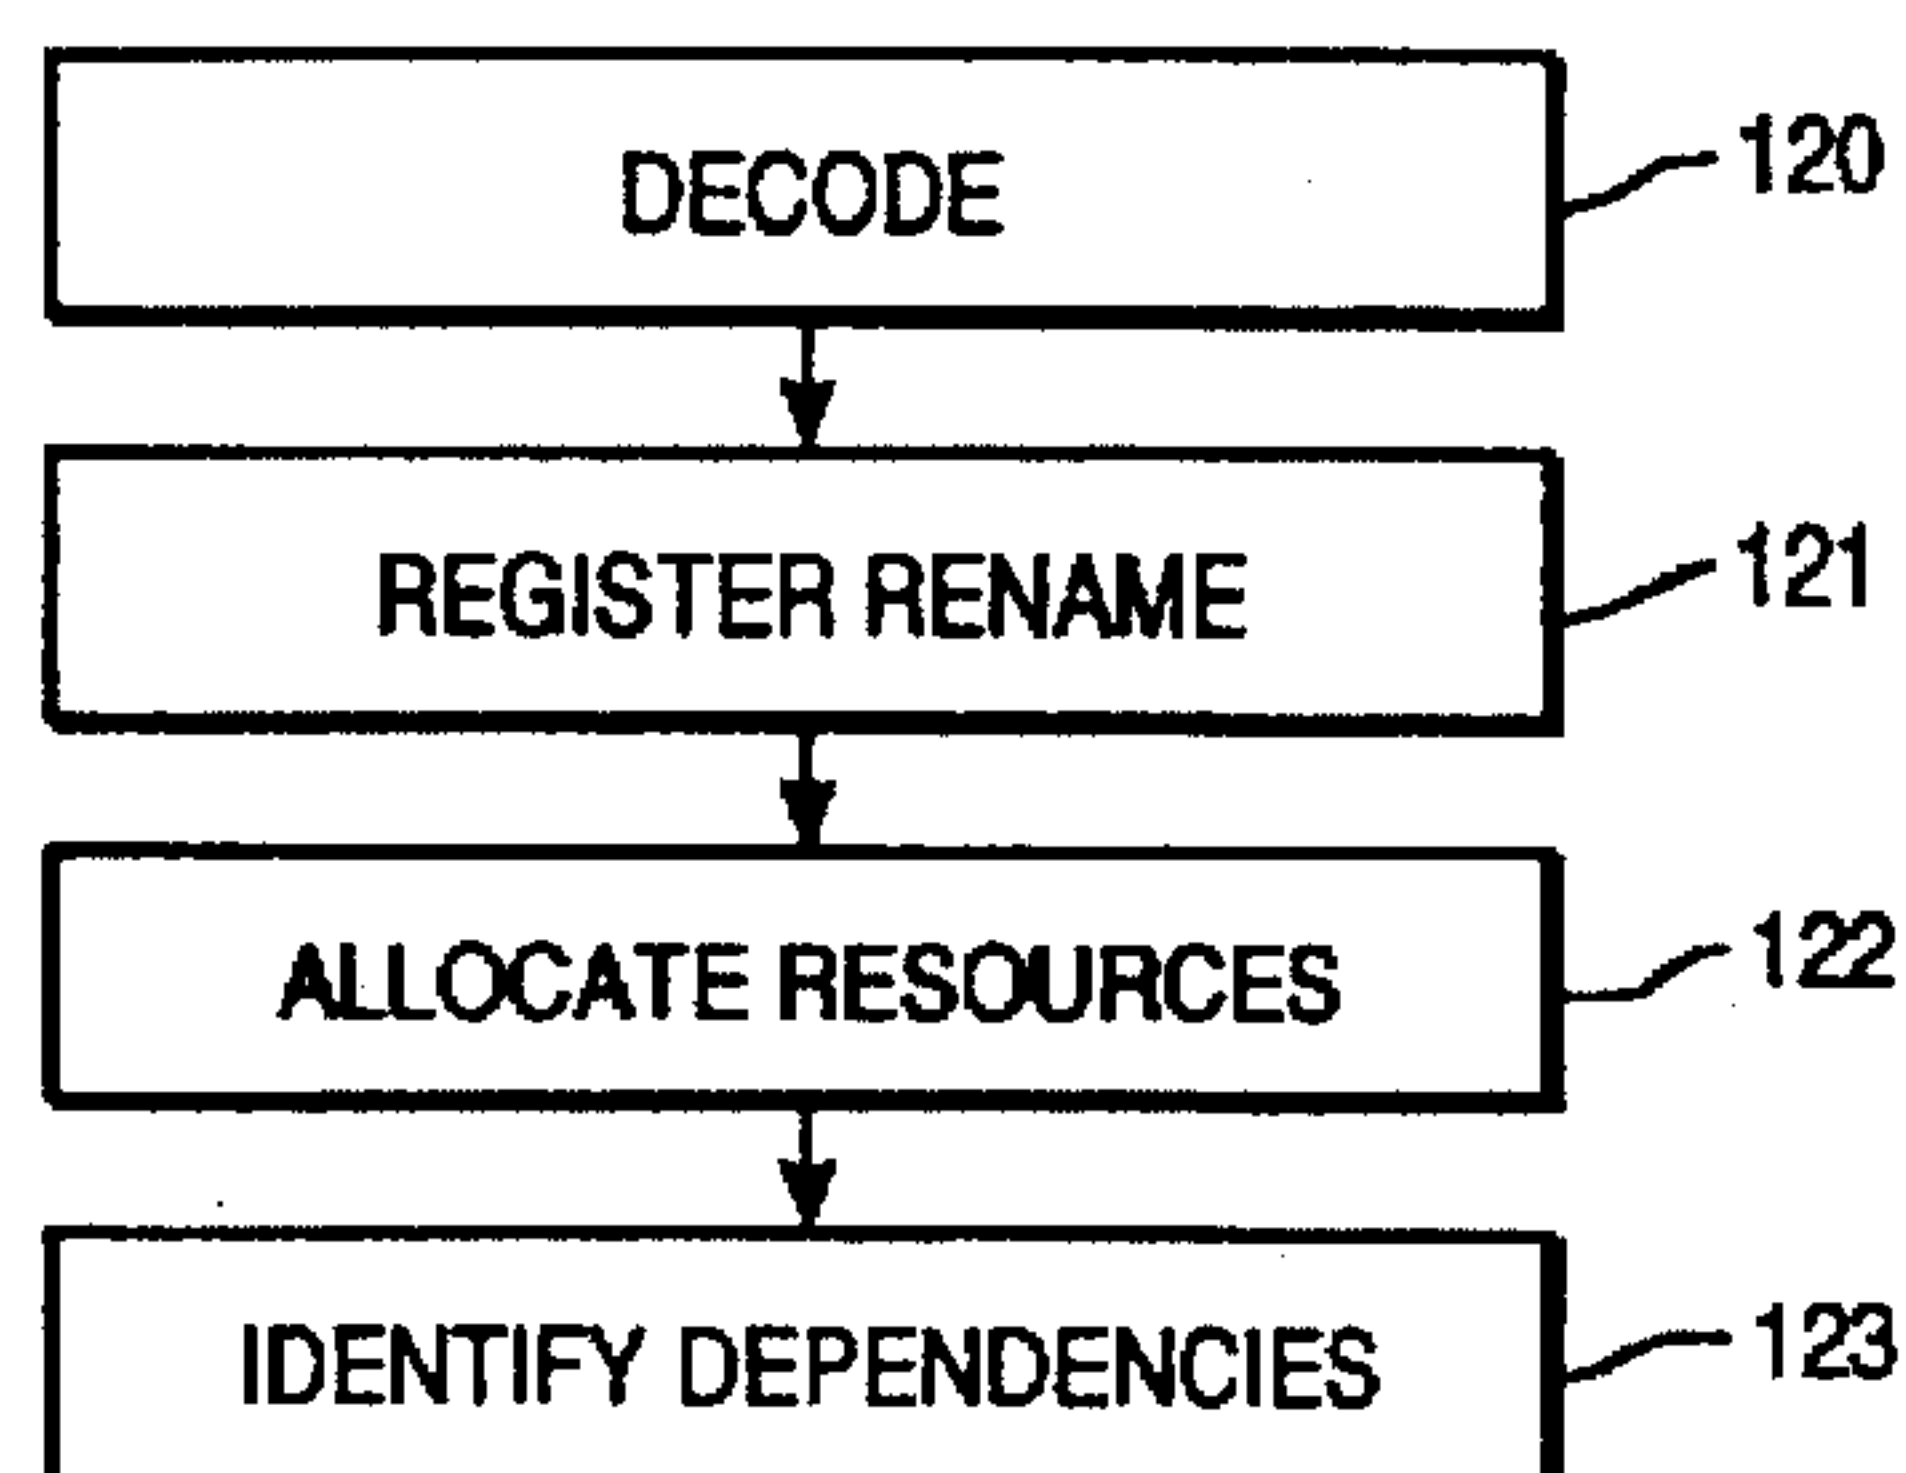 DECODE
120
REGISTER RENAME
121
ALLOCATE RESOURCES
122
IDENTIFY DEPENDENCIES
123